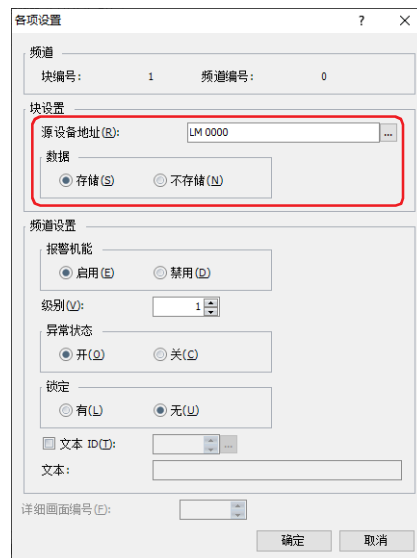 各项设置 ?
频道
块编号: 1 频道编号: 0
块设置
源设备地址(R): LM 0000 ...
数据
存储(S) 不存储(N)
频道设置
报警机能
启用(E) 禁用(D)
级别(V): 1
异常状态
开(O) 关(C)
锁定
有(L) 无(U)
文本 ID(T): ...
文本:
详细画面编号(F):
确定 取消